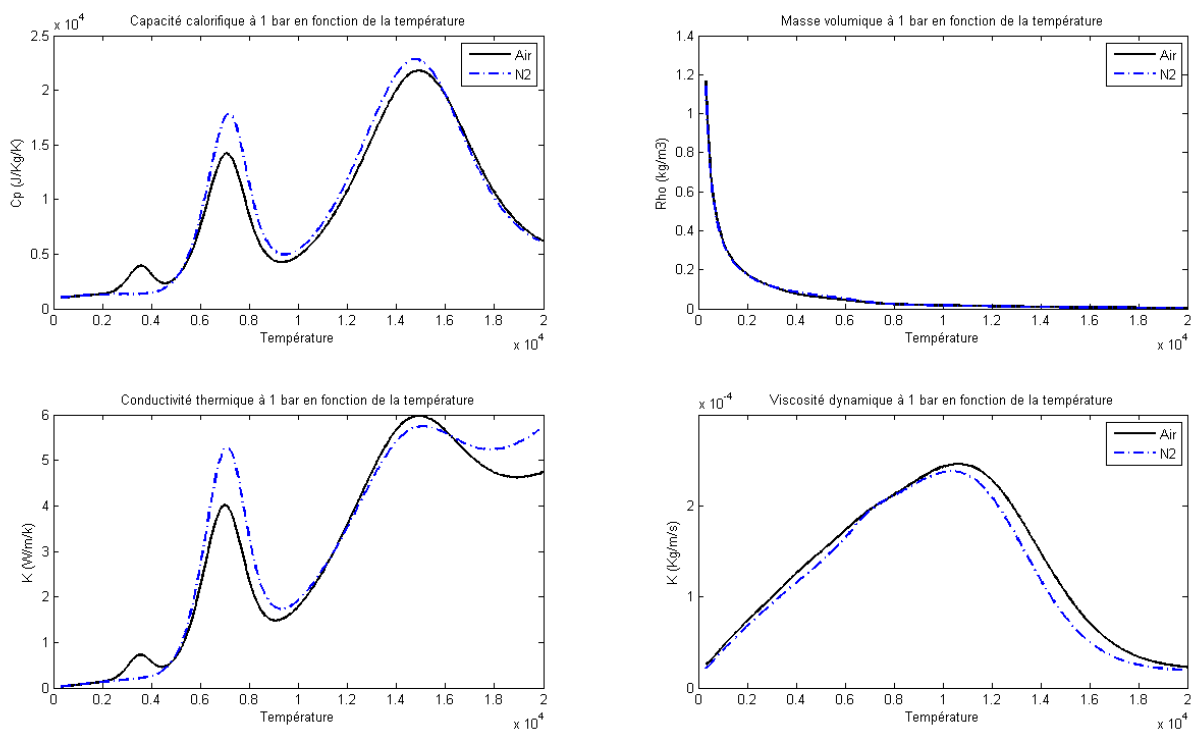 Capacité calorifique à 1 bar en fonction de la température
x 10^4
2.5
2
1.5
1
0.5
0
Cp (J/Kg/K)
Air
N2
0 0.2 0.4 0.6 0.8 1 1.2 1.4 1.6 1.8 2
Température
x 10^4
Masse volumique à 1 bar en fonction de la température
1.4
1.2
1
0.8
0.6
0.4
0.2
0
Rho (kg/m3)
Air
N2
0 0.2 0.4 0.6 0.8 1 1.2 1.4 1.6 1.8 2
Température
x 10^4
Conductivité thermique à 1 bar en fonction de la température
6
5
4
3
2
1
0
K (W/m/k)
0 0.2 0.4 0.6 0.8 1 1.2 1.4 1.6 1.8 2
Température
x 10^4
Viscosité dynamique à 1 bar en fonction de la température
x 10^-4
2
1
0
K (Kg/m/s)
Air
N2
0 0.2 0.4 0.6 0.8 1 1.2 1.4 1.6 1.8 2
Température
x 10^4